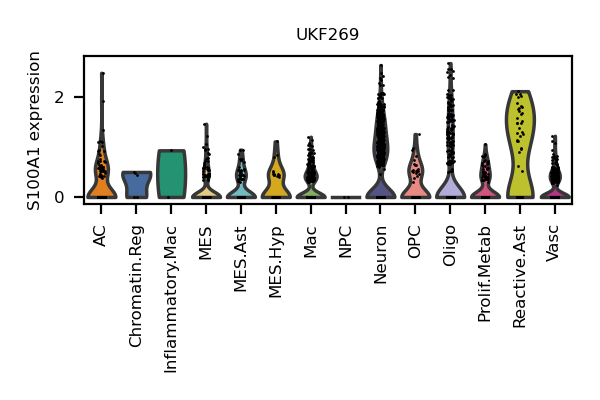 UKF269
S100A1 expression
2
0
AC
Chromatin.Reg
Inflammatory.Mac
MES
MES.Ast
MES.Hyp
Mac
NPC
Neuron
OPC
Oligo
Prolif.Metab
Reactive.Ast
Vasc